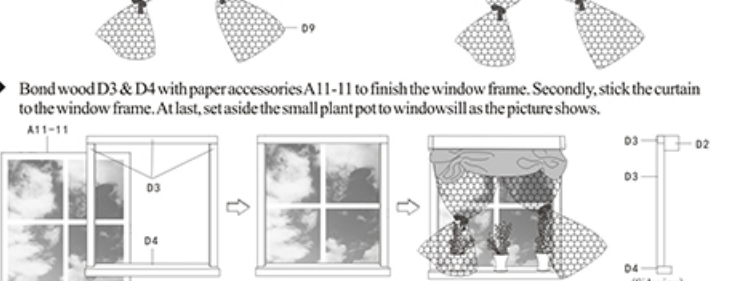 D9
Bond wood D3 & D4 with paper accessories A11-11 to finish the window frame. Secondly, stick the curtain
to the window frame. At last, set aside the small plant pot to windowsill as the picture shows.
A11-11
D3
D4
D3
D2
D3
D4